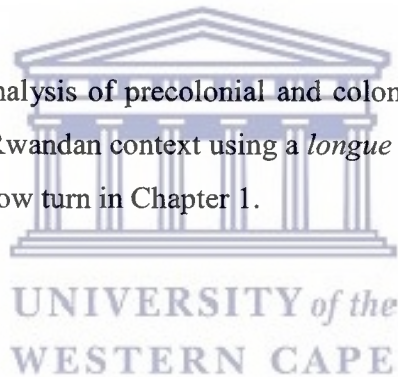 nalysis of precolonial and colon
Rwandan context using a longue
ow turn in Chapter 1.
UNIVERSITY of the
WESTERN CAPE